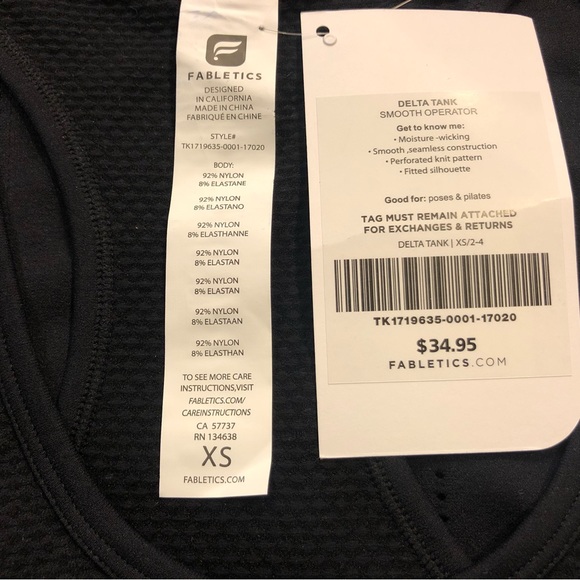 FABLETICS
DESIGNED
IN CALIFORNIA
MADE IN CHINA
FABRIQUÉ EN CHINE
STYLE#
TK1719635-0001-17020
BODY:
92% NYLON
8% ELASTANE
92% NYLON
8% ELASTANO
92% NYLON
8% ELASTHANNE
92% NYLON
8% ELASTAN
92% NYLON
8% ELASTAN
92% NYLON
8% ELASTAAN
92% NYLON
8% ELASTHAN
TO SEE MORE CARE
INSTRUCTIONS,VISIT
FABLETICS.COM/
CAREINSTRUCTIONS
CA 57737
RN 134638
XS
FABLETICS.COM
DELTA TANK
SMOOTH OPERATOR
Get to know me:
• Moisture -wicking
• Smooth ,seamless construction
• Perforated knit pattern
• Fitted silhouette
Good for: poses & pilates
TAG MUST REMAIN ATTACHED
FOR EXCHANGES & RETURNS
DELTA TANK | XS/2-4
TK1719635-0001-17020
$34.95
FABLETICS.COM